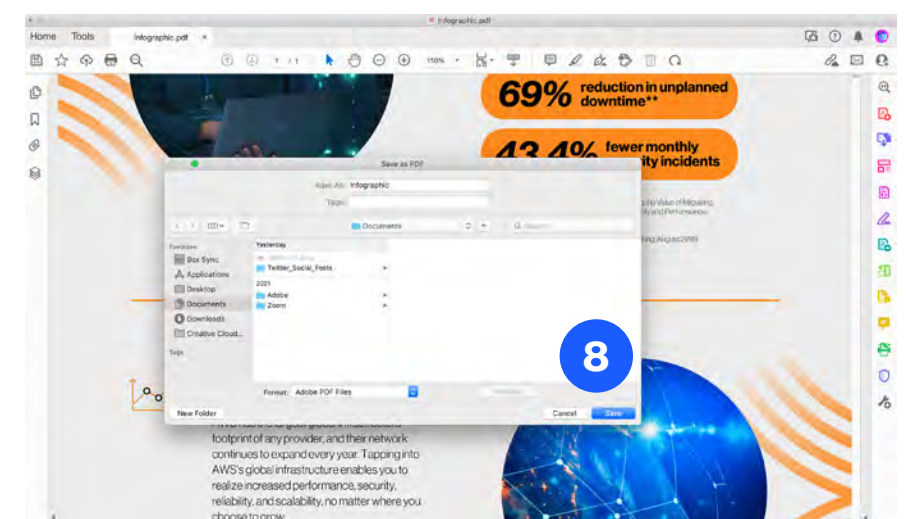 Infographic.pdf
Home Tools Infographic.pdf ×
1 / 1 150%
69% reduction in unplanned
downtime**
43.4% fewer monthly
ity incidents
Save as PDF
Save As: Infographic
Tags:
Documents
Search
Favorites
Box Sync
Applications
Desktop
Documents
Downloads
Creative Cloud...
Tags
Yesterday
Twitter_Social_Posts
2021
Adobe
Zoom
8
Format: Adobe PDF Files
New Folder Cancel Save
footprint of any provider, and their network
continues to expand every year. Tapping into
AWS's global infrastructure enables you to
realize increased performance, security,
reliability, and scalability, no matter where you
choose to grow.